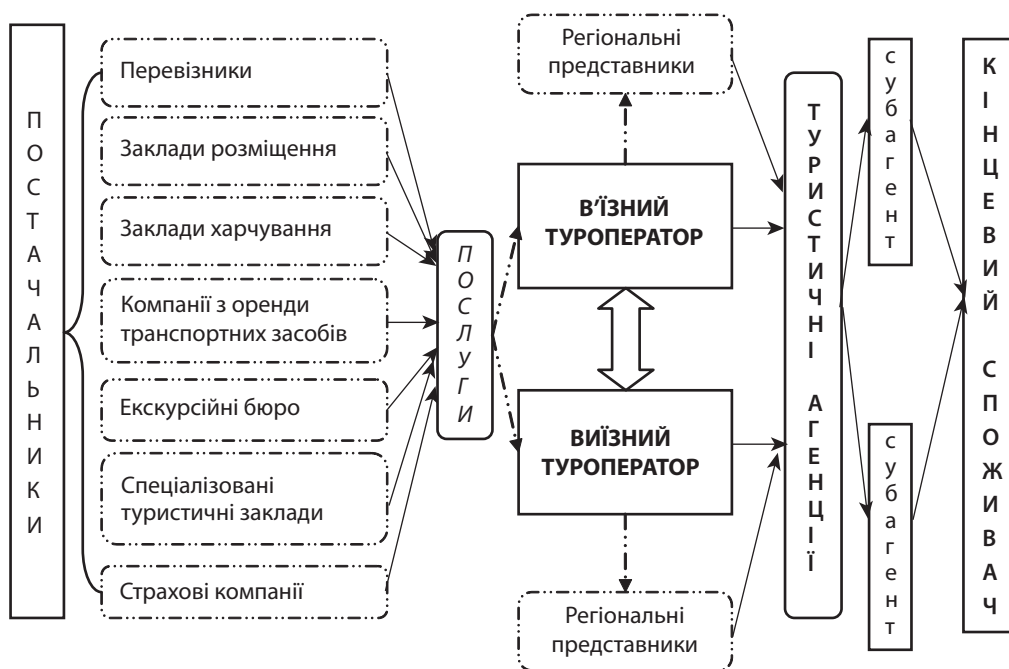 ПОСТАЧАЛЬНИКИ
Перевізники
Заклади розміщення
Заклади харчування
Компанії з оренди
транспортних засобів
Екскурсійні бюро
Спеціалізовані
туристичні заклади
Страхові компанії
ПОСЛУГИ
Регіональні
представники
В’ЇЗНИЙ
ТУРОПЕРАТОР
ВИЇЗНИЙ
ТУРОПЕРАТОР
Регіональні
представники
ТУРИСТИЧНІ АГЕНЦІЇ
субагент
субагент
КІНЦЕВИЙ СПОЖИВАЧ